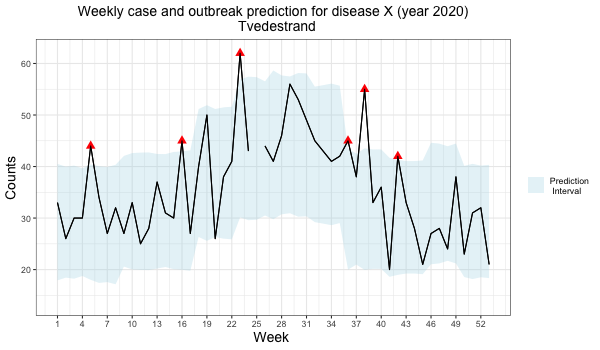 Weekly case and outbreak prediction for disease X (year 2020)
Tvedestrand
60
50
40
30
20
Counts
1 4 7 10 13 16 19 22 25 28 31 34 37 40 43 46 49 52
Week
Prediction
Interval